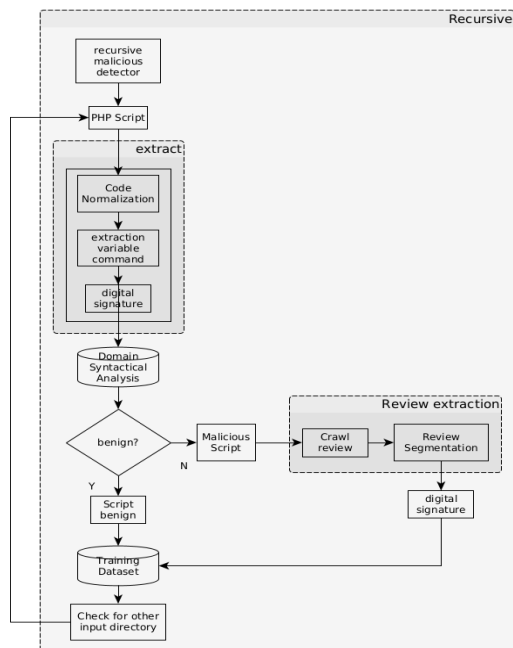 Recursive
recursive
malicious
detector
PHP Script
extract
Code
Normalization
extraction
variable
command
digital
signature
Domain
Syntactical
Analysis
benign?
N
Y
Malicious
Script
Review extraction
Crawl
review
Review
Segmentation
digital
signature
Script
benign
Training
Dataset
Check for other
input directory